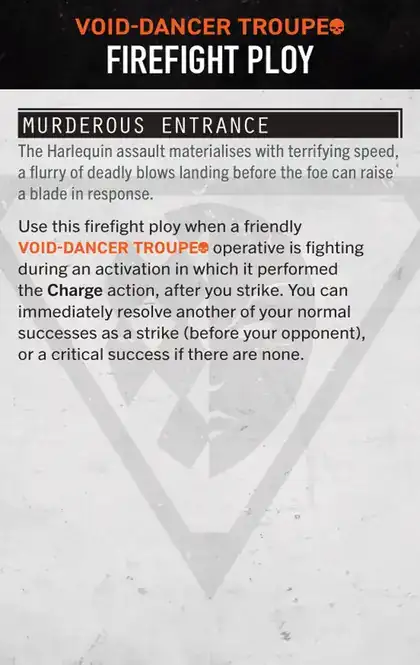 VOID-DANCER TROUPE
FIREFIGHT PLOY
MURDEROUS ENTRANCE
The Harlequin assault materialises with terrifying speed,
a flurry of deadly blows landing before the foe can raise
a blade in response.
Use this firefight ploy when a friendly
VOID-DANCER TROUPE operative is fighting
during an activation in which it performed
the Charge action, after you strike. You can
immediately resolve another of your normal
successes as a strike (before your opponent),
or a critical success if there are none.